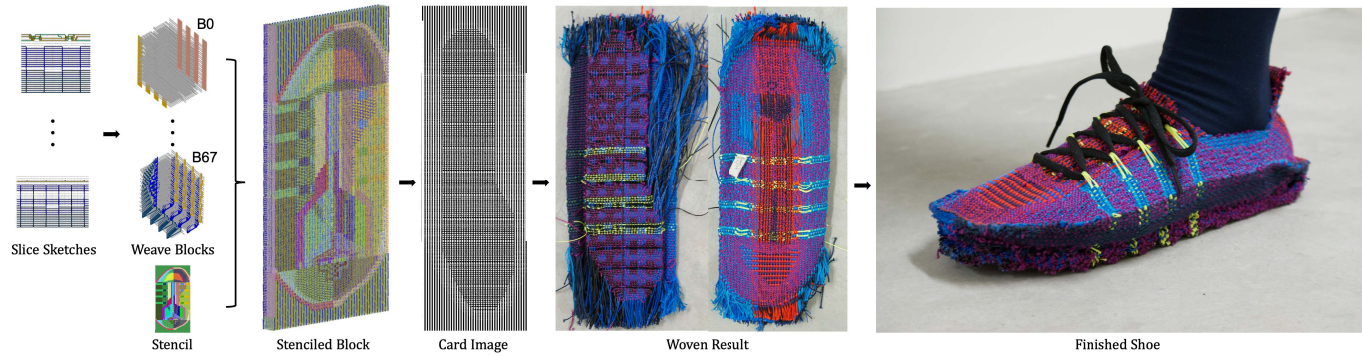 B0
B67
Slice Sketches
Weave Blocks
Stencil
Stenciled Block
Card Image
Woven Result
Finished Shoe